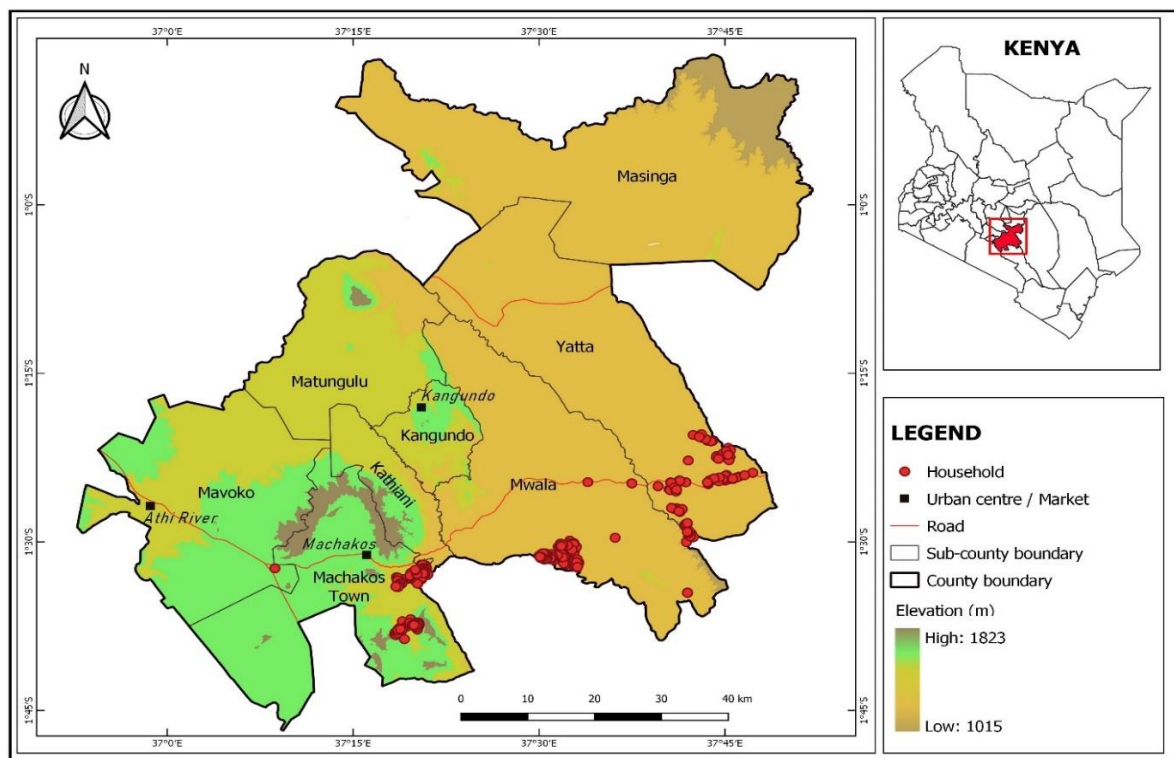 37°0'E 37°15'E 37°30'E 37°45'E
N
KENYA
Masinga
1°0'S 1°0'S
Yatta
1°15'S 1°15'S
Matungulu
Kangundo
Kangundo
LEGEND
Household
Urban centre / Market
Road
Sub-county boundary
County boundary
Elevation (m)
High: 1823
Low: 1015
Kathiani
Mwala
Mavoko
Athi River
1°30'S 1°30'S
Machakos
Machakos
Town
0 10 20 30 40 km
1°45'S 1°45'S
37°0'E 37°15'E 37°30'E 37°45'E